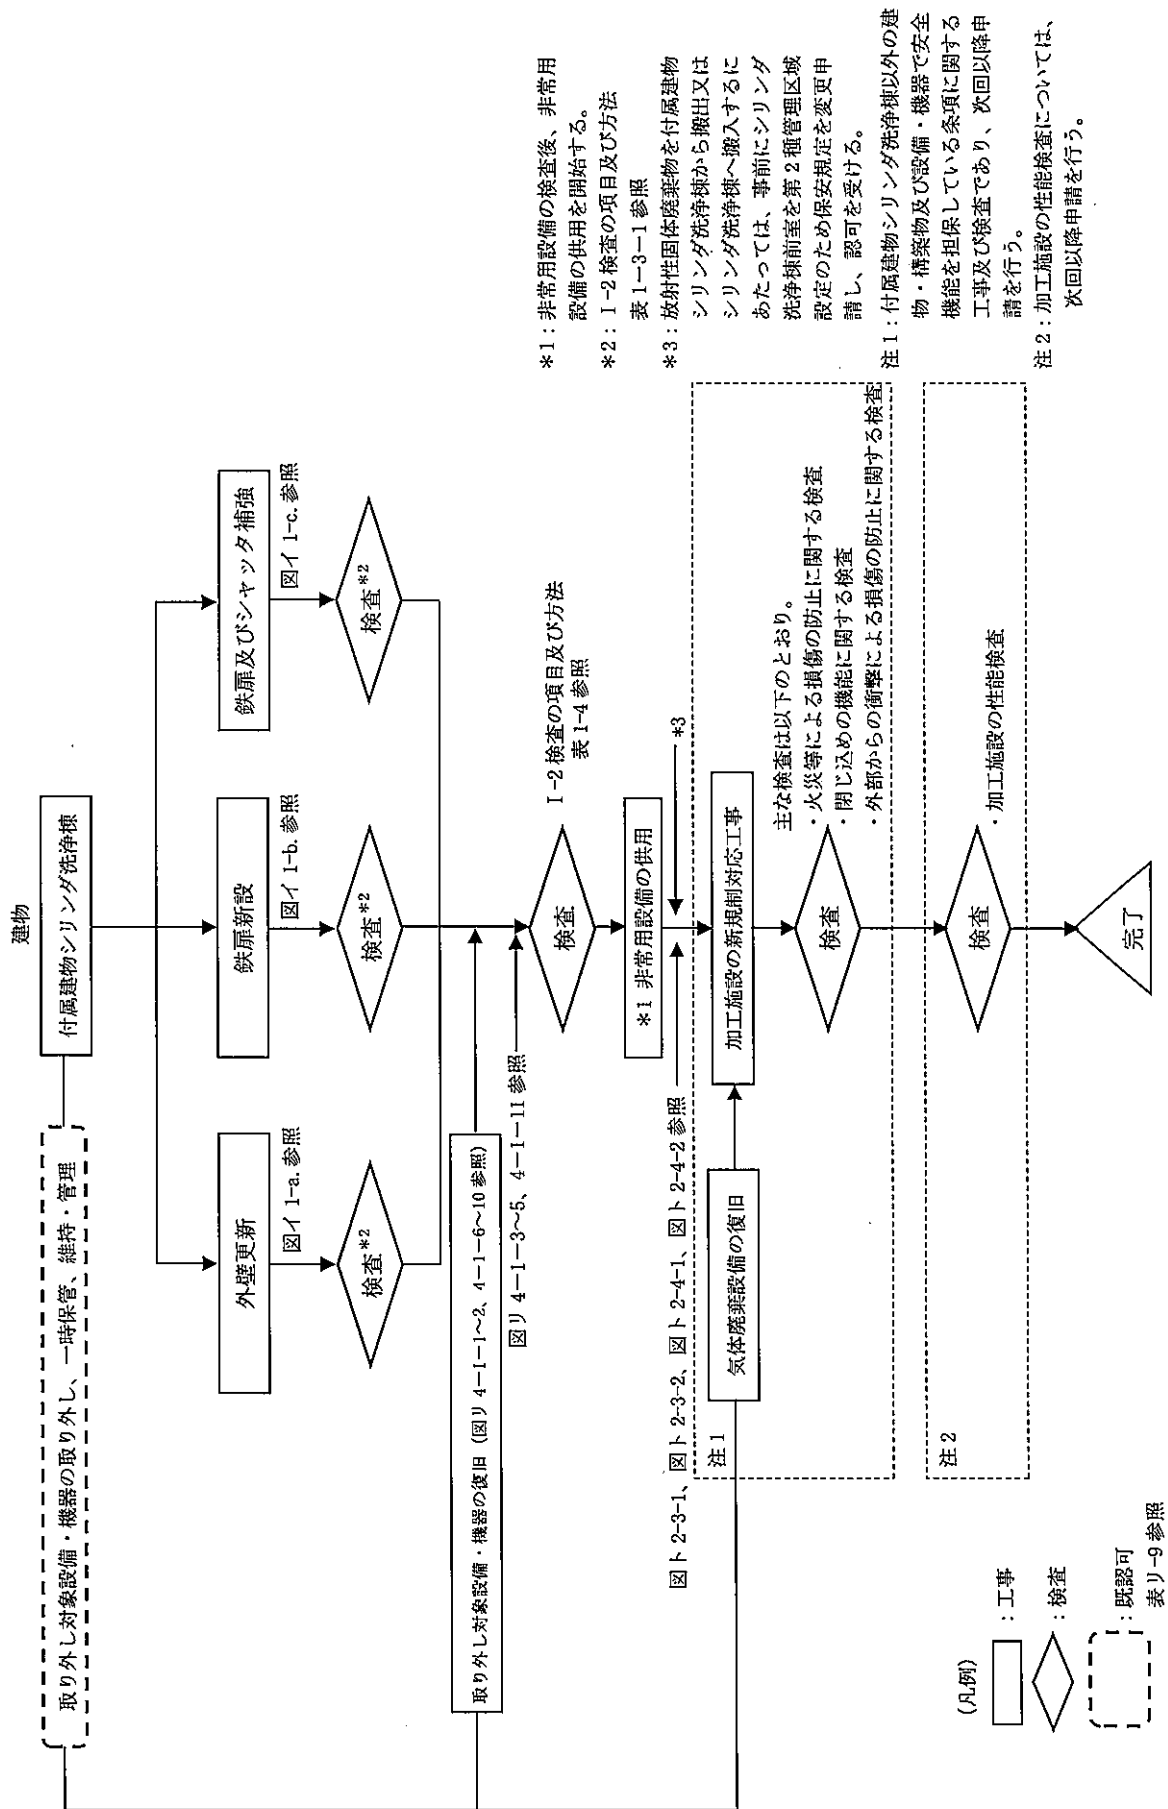 建物
付属建物シリンダ洗浄棟
取り外し対象設備・機器の取り外し、一時保管、維持・管理
外壁更新
図イ 1-a. 参照
検査*2
鉄扉新設
図イ 1-b. 参照
検査*2
鉄扉及びシャッタ補強
図イ 1-c. 参照
検査*2
取り外し対象設備・機器の復旧 (図リ 4-1-1~2、4-1-6~10 参照)
図リ 4-1-3~5、4-1-11 参照
検査
I-2 検査の項目及び方法
表 1-4 参照
*1 非常用設備の供用
図ト 2-3-1、図ト 2-3-2、図ト 2-4-1、図ト 2-4-2 参照
*3
注 1
気体廃棄設備の復旧
加工施設の新規制対応工事
検査
主な検査は以下のとおり。
・火災等による損傷の防止に関する検査
・閉じ込めの機能に関する検査
・外部からの衝撃による損傷の防止に関する検査
注 2
検査
・加工施設の性能検査
完了
*1：非常用設備の検査後、非常用
設備の供用を開始する。
*2：I-2 検査の項目及び方法
表 1-3-1 参照
*3：放射性固体廃棄物を付属建物
シリンダ洗浄棟から搬出又は
シリンダ洗浄棟へ搬入するに
あたっては、事前にシリンダ
洗浄棟前室を第 2 種管理区域
設定のため保安規定を変更申
請し、認可を受ける。
注 1：付属建物シリンダ洗浄棟以外の建
物・構築物及び設備・機器で安全
機能を担保している条項に関する
工事及び検査であり、次回以降申
請を行う。
注 2：加工施設の性能検査については、
次回以降申請を行う。
(凡例)
：工事
：検査
：既認可
表リ-9 参照